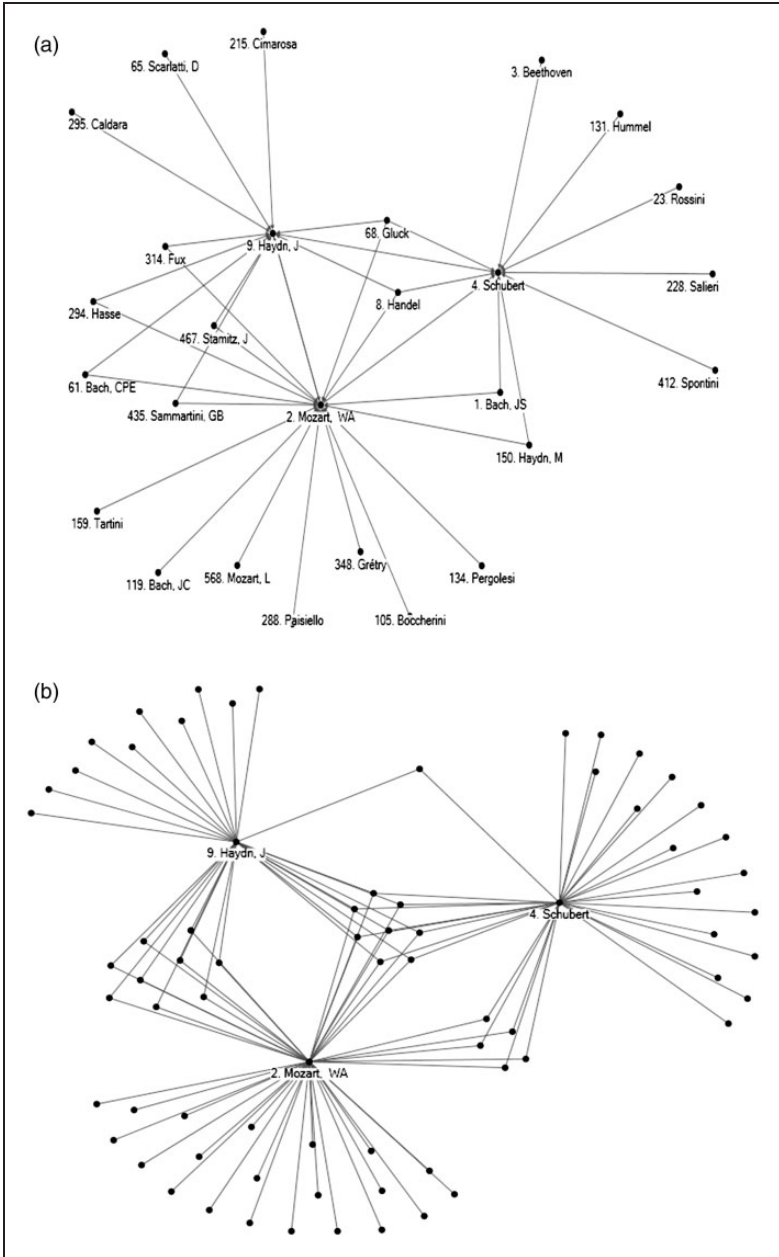 (a)
215. Cimarosa
65. Scarlatti, D
3. Beethoven
295. Caldara
131. Hummel
23. Rossini
68. Gluck
9. Haydn, J
314. Fux
4. Schubert
228. Salieri
8. Handel
294. Hasse
467. Stamitz, J
61. Bach, CPE
412. Spontini
1. Bach, JS
435. Sammartini, GB
2. Mozart, WA
150. Haydn, M
159. Tartini
348. Grétry
119. Bach, JC
568. Mozart, L
134. Pergolesi
288. Paisiello
105. Boccherini
(b)
9. Haydn, J
4. Schubert
2. Mozart, WA